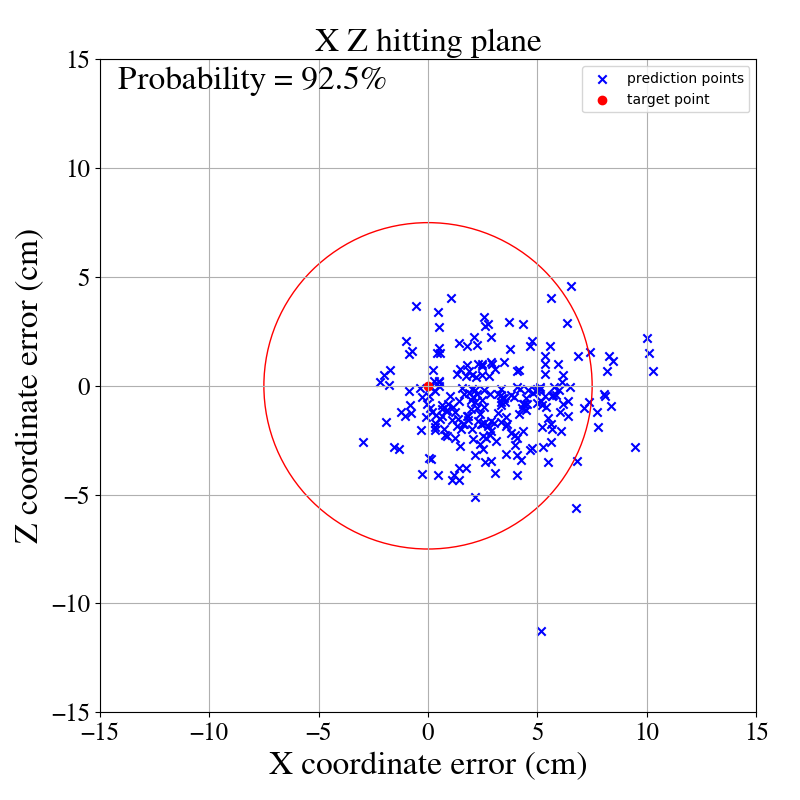 X Z hitting plane
Probability = 92.5%
prediction points
target point
15
10
5
0
−5
−10
−15
Z coordinate error (cm)
−15 −10 −5 0 5 10 15
X coordinate error (cm)